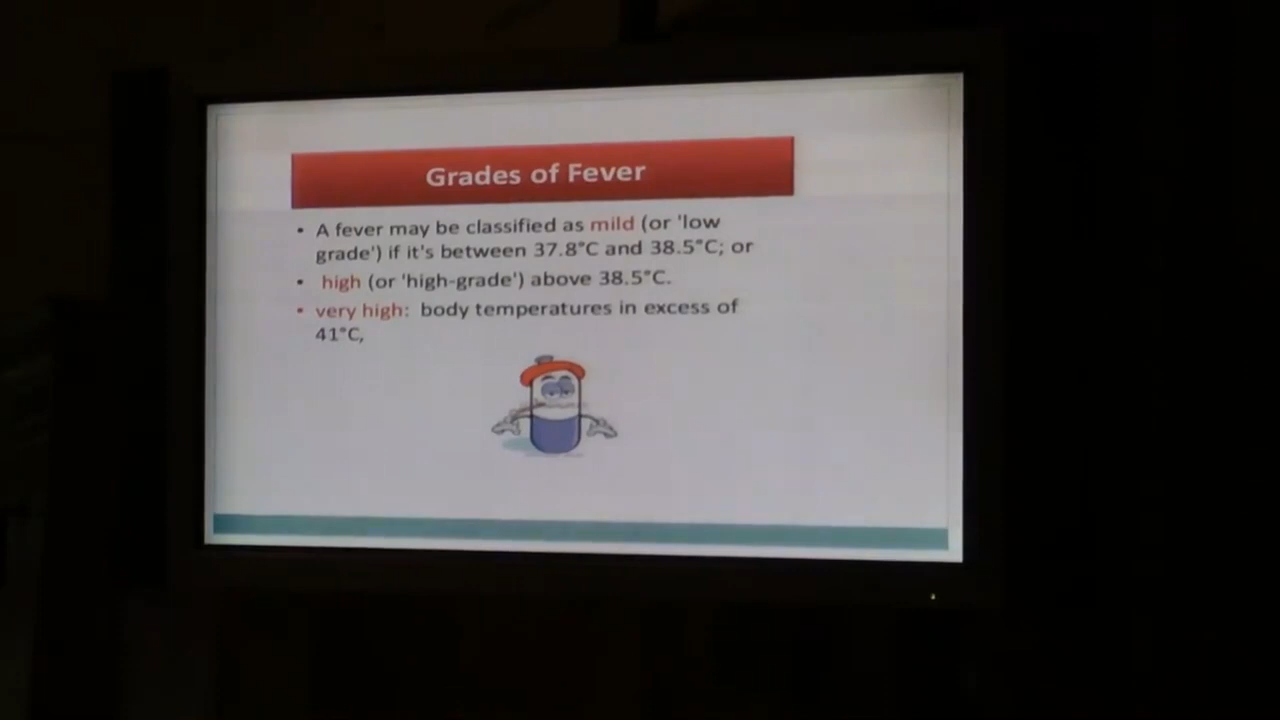 Grades of Fever
• A fever may be classified as mild (or 'low
grade') if it's between 37.8°C and 38.5°C; or
• high (or 'high-grade') above 38.5°C.
• very high: body temperatures in excess of
41°C,